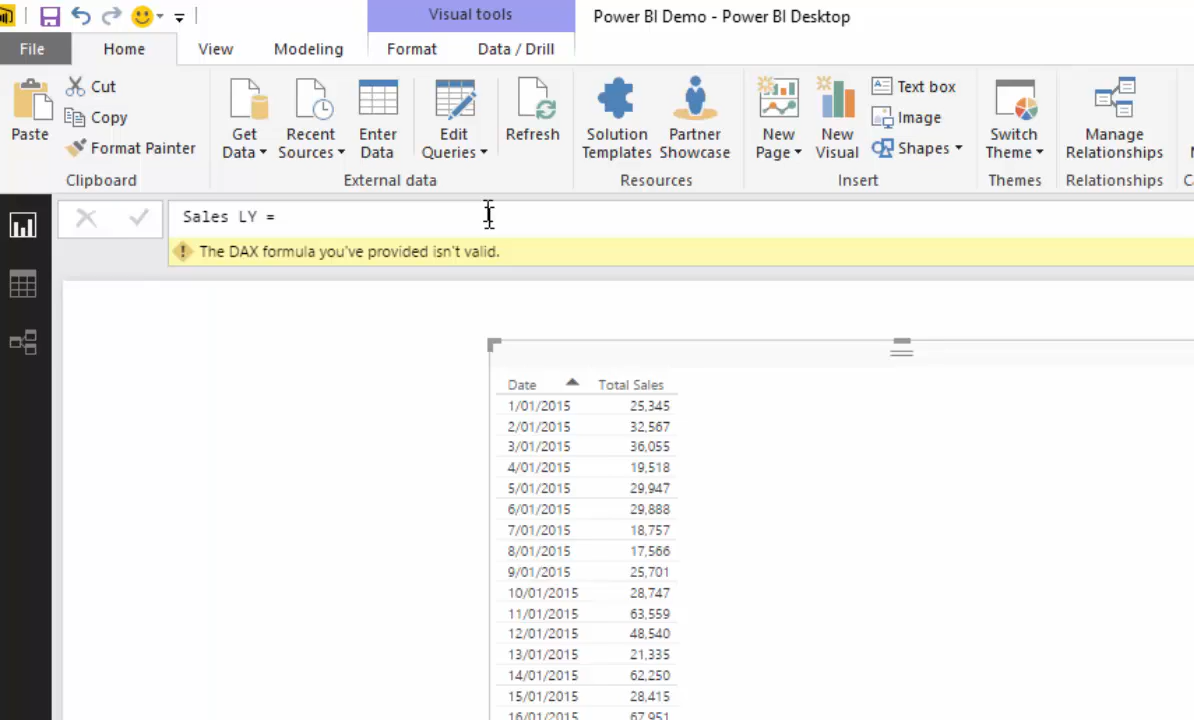 Visual tools
Power BI Demo - Power BI Desktop
File Home View Modeling Format Data / Drill
Paste
Cut
Copy
Format Painter
Clipboard
Get Data
Recent Sources
Enter Data
Edit Queries
Refresh
External data
Solution Templates
Partner Showcase
Resources
New Page
New Visual
Text box
Image
Shapes
Insert
Switch Theme
Themes
Manage Relationships
Relationships
Sales LY =
The DAX formula you've provided isn't valid.
Date Total Sales
1/01/2015 25,345
2/01/2015 32,567
3/01/2015 36,055
4/01/2015 19,518
5/01/2015 29,947
6/01/2015 29,888
7/01/2015 18,757
8/01/2015 17,566
9/01/2015 25,701
10/01/2015 28,747
11/01/2015 63,559
12/01/2015 48,540
13/01/2015 21,335
14/01/2015 62,250
15/01/2015 28,415
16/01/2015 67,951